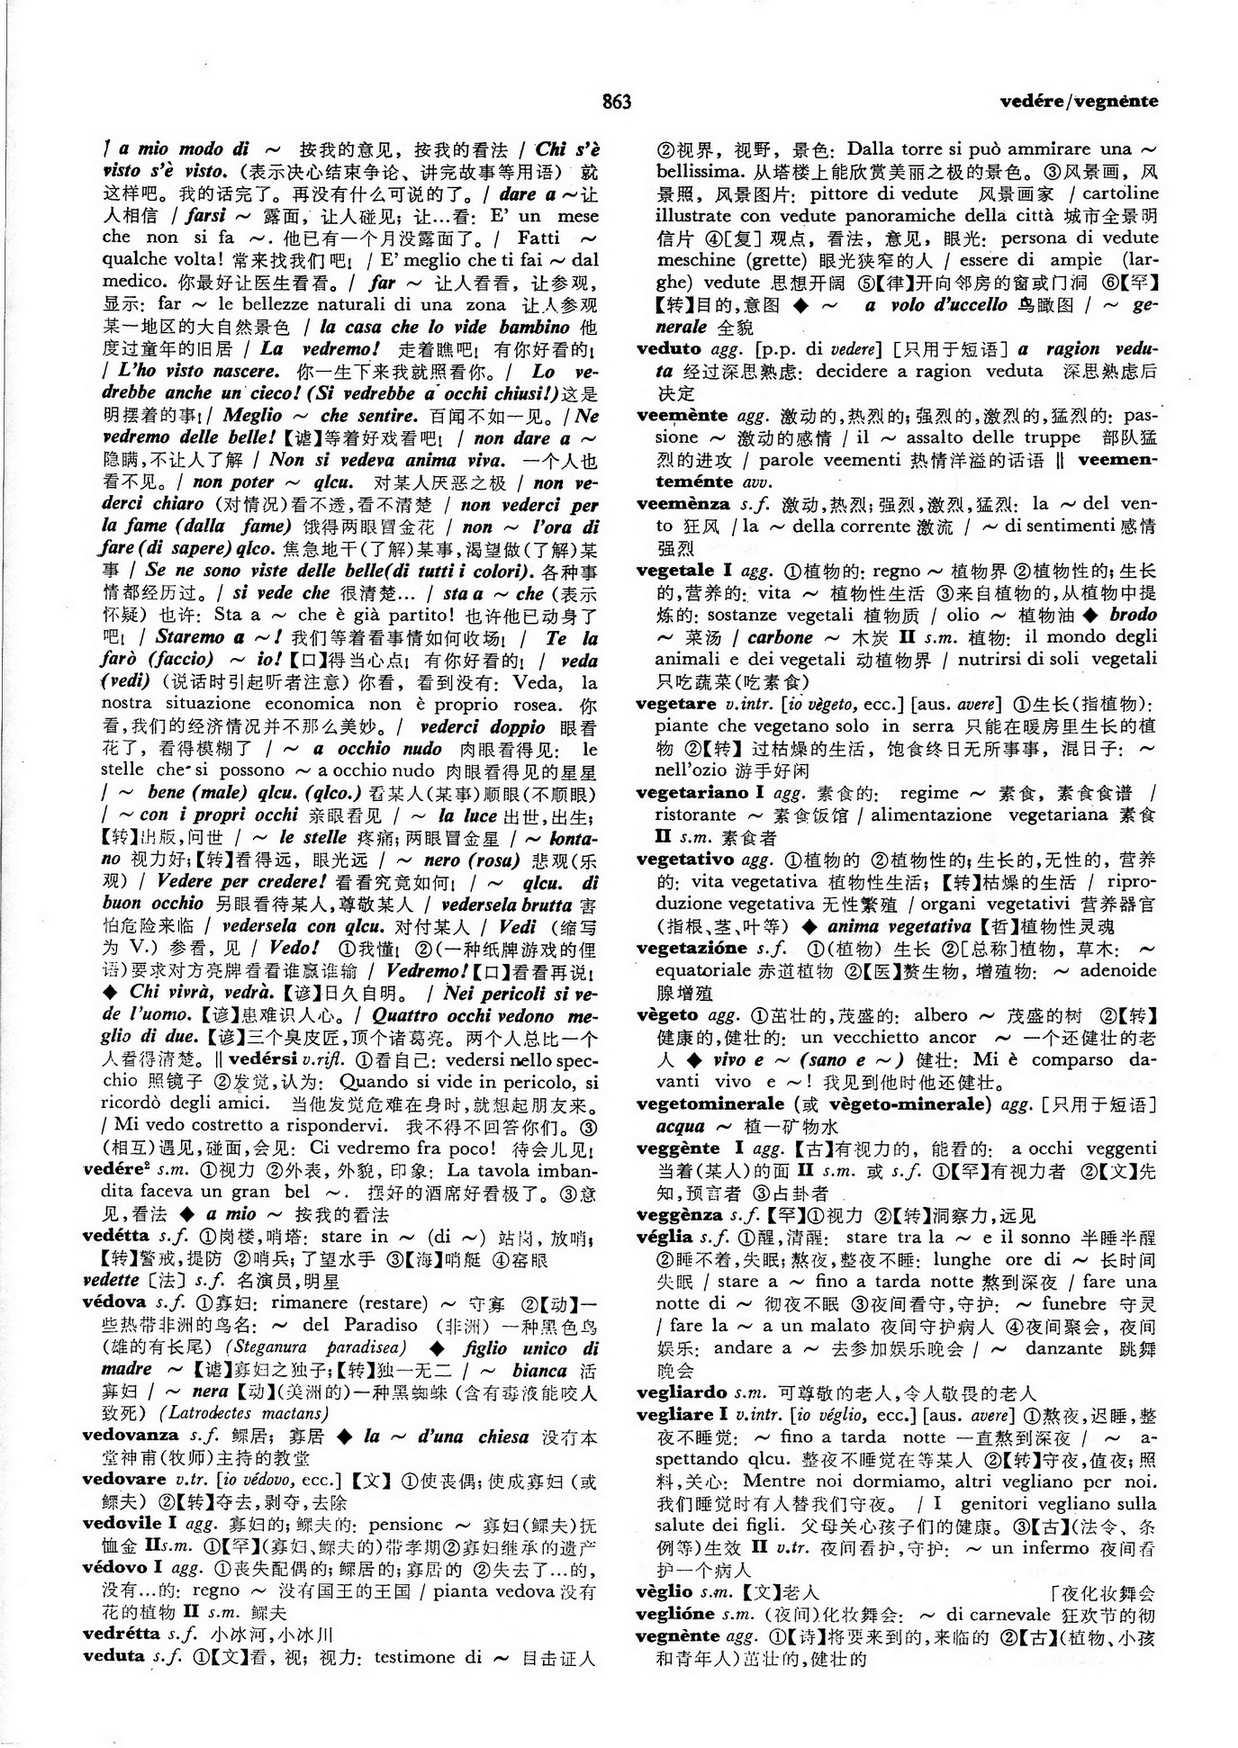 863
vedére/vegnènte
/ a mio modo di ～ 按我的意见，按我的看法 / Chi s'è
visto s'è visto. (表示决心结束争论、讲完故事等用语) 就
这样吧。我的话完了。再没有什么可说的了。/ dare a ～让
人相信 / farsi ～ 露面, 让人碰见; 让…看: E' un mese
che non si fa ～. 他已有一个月没露面了。/ Fatti ～
qualche volta! 常来找我们吧! / E' meglio che ti fai ～ dal
medico. 你最好让医生看看。/ far ～ 让人看看，让参观，
显示: far ～ le bellezze naturali di una zona 让人参观
某一地区的大自然景色 / la casa che lo vide bambino 他
度过童年的旧居 / La vedremo! 走着瞧吧! 有你好看的!
/ L'ho visto nascere. 你一生下来我就照看你。/ Lo ve-
drebbe anche un cieco! (Si vedrebbe a occhi chiusi!)这是
明摆着的事! / Meglio ～ che sentire. 百闻不如一见。/ Ne
vedremo delle belle!【谑】等着好戏看吧! / non dare a ～
隐瞒,不让人了解 / Non si vedeva anima viva. 一个人也
看不见。/ non poter ～ qlcu. 对某人厌恶之极 / non ve-
derci chiaro (对情况)看不透,看不清楚 / non vederci per
la fame (dalla fame) 饿得两眼冒金花 / non ～ l'ora di
fare (di sapere) qlco. 焦急地干(了解)某事,渴望做(了解)某
事 / Se ne sono viste delle belle(di tutti i colori). 各种事
情都经历过。/ si vede che 很清楚… / sta a ～ che (表示
怀疑) 也许: Sta a ～ che è già partito! 也许他已动身了
吧! / Staremo a ～! 我们等着看事情如何收场! / Te la
farò (faccio) ～ io!【口】得当心点! 有你好看的! / veda
(vedi) (说话时引起听者注意) 你看, 看到没有: Veda, la
nostra situazione economica non è proprio rosea. 你
看,我们的经济情况并不那么美妙。/ vederci doppio 眼看
花了，看得模糊了 / ～ a occhio nudo 肉眼看得见: le
stelle che si possono ～ a occhio nudo 肉眼看得见的星星
/ ～ bene (male) qlcu. (qlco.) 看某人(某事)顺眼(不顺眼)
/ ～ con i propri occhi 亲眼看见 / ～ la luce 出世,出生;
【转】出版,问世 / ～ le stelle 疼痛; 两眼冒金星 / ～ lonta-
no 视力好;【转】看得远，眼光远 / ～ nero (rosa) 悲观(乐
观) / Vedere per credere! 看看究竟如何! / ～ qlcu. di
buon occhio 另眼看待某人,尊敬某人 / vedersela brutta 害
怕危险来临 / vedersela con qlcu. 对付某人 / Vedi (缩写
为 V.) 参看, 见 / Vedo! ①我懂! ②(一种纸牌游戏的俚
语)要求对方亮牌看看谁赢谁输 / Vedremo!【口】看看再说!
◆ Chi vivrà, vedrà.【谚】日久自明。 / Nei pericoli si ve-
de l'uomo.【谚】患难识人心。/ Quattro occhi vedono me-
glio di due.【谚】三个臭皮匠,顶个诸葛亮。两个人总比一个
人看得清楚。‖ vedérsi v.rifl. ①看自己: vedersi nello spec-
chio 照镜子 ②发觉,认为: Quando si vide in pericolo, si
ricordò degli amici. 当他发觉危难在身时,就想起朋友来。
/ Mi vedo costretto a rispondervi. 我不得不回答你们。③
(相互)遇见,碰面,会见: Ci vedremo fra poco! 待会儿见!
vedére² s.m. ①视力 ②外表，外貌，印象: La tavola imban-
dita faceva un gran bel ～. 摆好的酒席好看极了。③意
见,看法 ◆ a mio ～ 按我的看法
vedétta s.f. ①岗楼,哨塔: stare in ～ (di ～) 站岗, 放哨;
【转】警戒,提防 ②哨兵; 了望水手 ③【海】哨艇 ④窑眼
vedette〔法〕s.f. 名演员,明星
védova s.f. ①寡妇: rimanere (restare) ～ 守寡 ②【动】一
些热带非洲的鸟名: ～ del Paradiso (非洲) 一种黑色鸟
(雄的有长尾) (Steganura paradisea) ◆ figlio unico di
madre ～【谑】寡妇之独子;【转】独一无二 / ～ bianca 活
寡妇 / ～ nera【动】(美洲的)一种黑蜘蛛 (含有毒液能咬人
致死) (Latrodectes mactans)
vedovanza s.f. 鳏居; 寡居 ◆ la ～ d'una chiesa 没有本
堂神甫(牧师)主持的教堂
vedovare v.tr. [io védovo, ecc.]【文】①使丧偶; 使成寡妇 (或
鳏夫) ②【转】夺去,剥夺,去除
vedovile I agg. 寡妇的; 鳏夫的: pensione ～ 寡妇(鳏夫)抚
恤金 II s.m. ①【罕】(寡妇、鳏夫的)带孝期②寡妇继承的遗产
védovo I agg. ①丧失配偶的; 鳏居的; 寡居的 ②失去了…的,
没有…的: regno ～ 没有国王的王国 / pianta vedova 没有
花的植物 II s.m. 鳏夫
vedrétta s.f. 小冰河,小冰川
veduta s.f. ①【文】看, 视; 视力: testimone di ～ 目击证人
②视界，视野，景色: Dalla torre si può ammirare una ～
bellissima. 从塔楼上能欣赏美丽之极的景色。③风景画，风
景照，风景图片: pittore di vedute 风景画家 / cartoline
illustrate con vedute panoramiche della città 城市全景明
信片 ④[复] 观点，看法，意见，眼光: persona di vedute
meschine (grette) 眼光狭窄的人 / essere di ampie (lar-
ghe) vedute 思想开阔 ⑤【律】开向邻房的窗或门洞 ⑥【罕】
【转】目的,意图 ◆ ～ a volo d'uccello 鸟瞰图 / ～ ge-
nerale 全貌
veduto agg. [p.p. di vedere] [只用于短语] a ragion vedu-
ta 经过深思熟虑: decidere a ragion veduta 深思熟虑后
决定
veemènte agg. 激动的,热烈的; 强烈的,激烈的,猛烈的: pas-
sione ～ 激动的感情 / il ～ assalto delle truppe 部队猛
烈的进攻 / parole veementi 热情洋溢的话语 ‖ veemen-
teménte avv.
veemènza s.f. 激动,热烈; 强烈,激烈,猛烈: la ～ del ven-
to 狂风 / la ～ della corrente 激流 / ～ di sentimenti 感情
强烈
vegetale I agg. ①植物的: regno ～ 植物界 ②植物性的; 生长
的,营养的: vita ～ 植物性生活 ③来自植物的,从植物中提
炼的: sostanze vegetali 植物质 / olio ～ 植物油 ◆ brodo
～ 菜汤 / carbone ～ 木炭 II s.m. 植物: il mondo degli
animali e dei vegetali 动植物界 / nutrirsi di soli vegetali
只吃蔬菜(吃素食)
vegetare v.intr. [io vègeto, ecc.] [aus. avere] ①生长(指植物):
piante che vegetano solo in serra 只能在暖房里生长的植
物 ②【转】过枯燥的生活，饱食终日无所事事，混日子: ～
nell'ozio 游手好闲
vegetariano I agg. 素食的: regime ～ 素食，素食食谱 /
ristorante ～ 素食饭馆 / alimentazione vegetariana 素食
II s.m. 素食者
vegetativo agg. ①植物的 ②植物性的; 生长的,无性的，营养
的: vita vegetativa 植物性生活;【转】枯燥的生活 / ripro-
duzione vegetativa 无性繁殖 / organi vegetativi 营养器官
(指根、茎、叶等) ◆ anima vegetativa【哲】植物性灵魂
vegetazióne s.f. ①(植物) 生长 ②[总称]植物，草木: ～
equatoriale 赤道植物 ②【医】赘生物，增殖物: ～ adenoide
腺增殖
vègeto agg. ①茁壮的,茂盛的: albero ～ 茂盛的树 ②【转】
健康的,健壮的: un vecchietto ancor ～ 一个还健壮的老
人 ◆ vivo e ～ (sano e ～) 健壮: Mi è comparso da-
vanti vivo e ～! 我见到他时他还健壮。
vegetominerale (或 vègeto-minerale) agg. [只用于短语]
acqua ～ 植—矿物水
veggènte I agg.【古】有视力的，能看的: a occhi veggenti
当着(某人)的面 II s.m. 或 s.f. ①【罕】有视力者 ②【文】先
知,预言者 ③占卦者
veggènza s.f.【罕】①视力 ②【转】洞察力,远见
véglia s.f. ①醒,清醒: stare tra la ～ e il sonno 半睡半醒
②睡不着,失眠; 熬夜,整夜不睡: lunghe ore di ～ 长时间
失眠 / stare a ～ fino a tarda notte 熬到深夜 / fare una
notte di ～ 彻夜不眠 ③夜间看守,守护: ～ funebre 守灵
/ fare la ～ a un malato 夜间守护病人 ④夜间聚会，夜间
娱乐: andare a ～ 去参加娱乐晚会 / ～ danzante 跳舞
晚会
vegliardo s.m. 可尊敬的老人,令人敬畏的老人
vegliare I v.intr. [io véglio, ecc.] [aus. avere] ①熬夜,迟睡,整
夜不睡觉: ～ fino a tarda notte 一直熬到深夜 / ～ a-
spettando qlcu. 整夜不睡觉在等某人 ②【转】守夜,值夜; 照
料,关心: Mentre noi dormiamo, altri vegliano per noi.
我们睡觉时有人替我们守夜。 / I genitori vegliano sulla
salute dei figli. 父母关心孩子们的健康。③【古】(法令、条
例等)生效 II v.tr. 夜间看护,守护: ～ un infermo 夜间看
护一个病人
vèglio s.m.【文】老人 「夜化妆舞会
veglióne s.m. (夜间)化妆舞会: ～ di carnevale 狂欢节的彻
vegnènte agg. ①【诗】将要来到的,来临的 ②【古】(植物、小孩
和青年人)茁壮的,健壮的